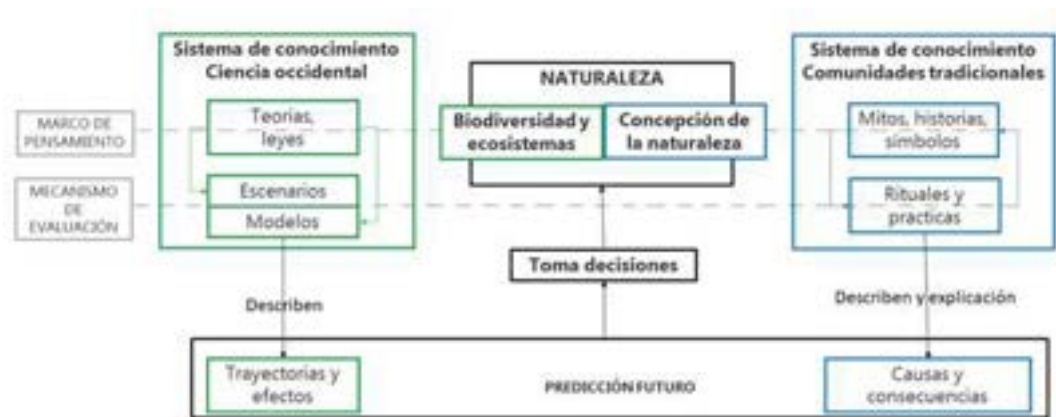 Sistema de conocimiento
Ciencia occidental
Teorías,
leyes
Escenarios
Modelos
MARCO DE
PENSAMIENTO
MECANISMO
DE
EVALUACIÓN
NATURALEZA
Biodiversidad y
ecosistemas
Concepción de
la naturaleza
Sistema de conocimiento
Comunidades tradicionales
Mitos, historias,
símbolos
Rituales y
practicas
Toma decisiones
Describen
Describen y explicación
Trayectorias y
efectos
PREDICCIÓN FUTURO
Causas y
consecuencias